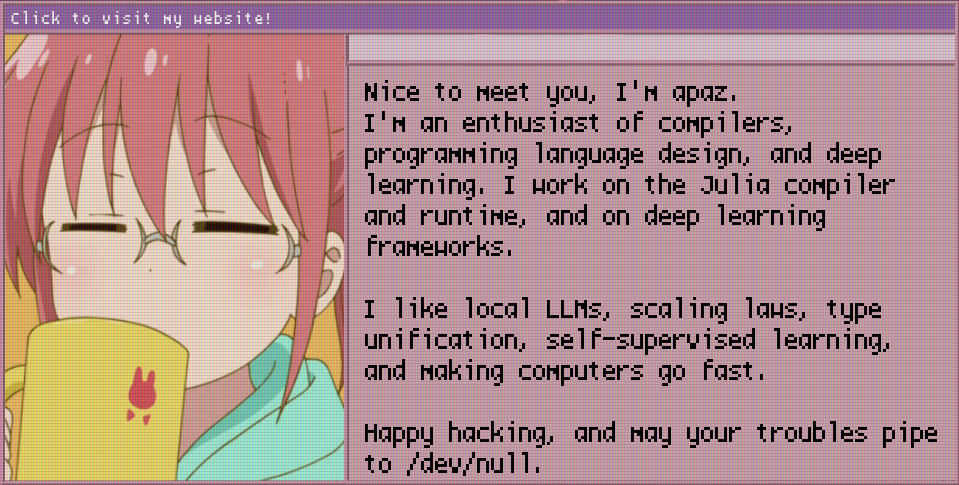 Click to visit my website!
Nice to meet you, I'm apaz.
I'm an enthusiast of compilers,
programming language design, and deep
learning. I work on the Julia compiler
and runtime, and on deep learning
frameworks.
I like local LLMs, scaling laws, type
unification, self-supervised learning,
and making computers go fast.
Happy hacking, and may your troubles pipe
to /dev/null.